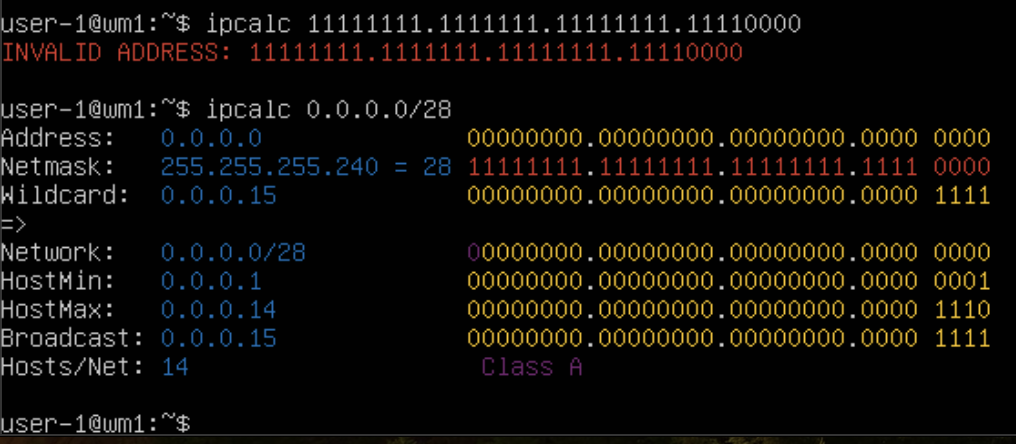 user-1@wm1:~$ ipcalc 11111111.1111111.11111111.11110000
INVALID ADDRESS: 11111111.1111111.11111111.11110000
user-1@wm1:~$ ipcalc 0.0.0.0/28
Address: 0.0.0.0 00000000.00000000.00000000.0000 0000
Netmask: 255.255.255.240 = 28 11111111.11111111.11111111.1111 0000
Wildcard: 0.0.0.15 00000000.00000000.00000000.0000 1111
=>
Network: 0.0.0.0/28 00000000.00000000.00000000.0000 0000
HostMin: 0.0.0.1 00000000.00000000.00000000.0000 0001
HostMax: 0.0.0.14 00000000.00000000.00000000.0000 1110
Broadcast: 0.0.0.15 00000000.00000000.00000000.0000 1111
Hosts/Net: 14 Class A
user-1@wm1:~$